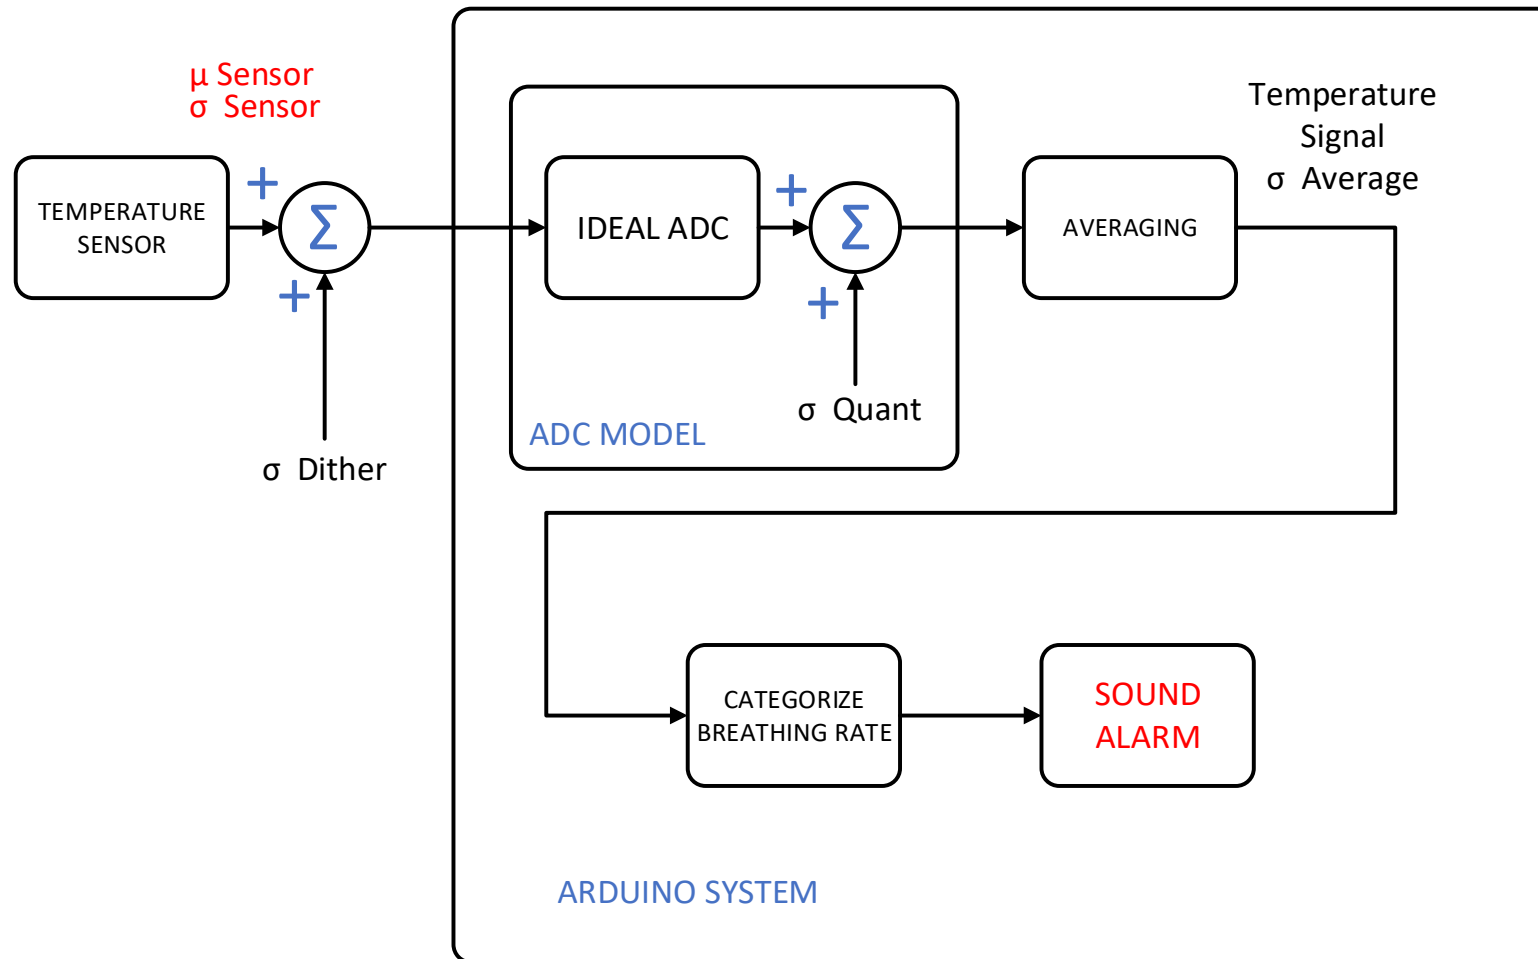 μ Sensor
σ Sensor
TEMPERATURE
SENSOR
+
Σ
+
σ Dither
IDEAL ADC
+
Σ
+
σ Quant
ADC MODEL
AVERAGING
Temperature
Signal
σ Average
CATEGORIZE
BREATHING RATE
SOUND
ALARM
ARDUINO SYSTEM